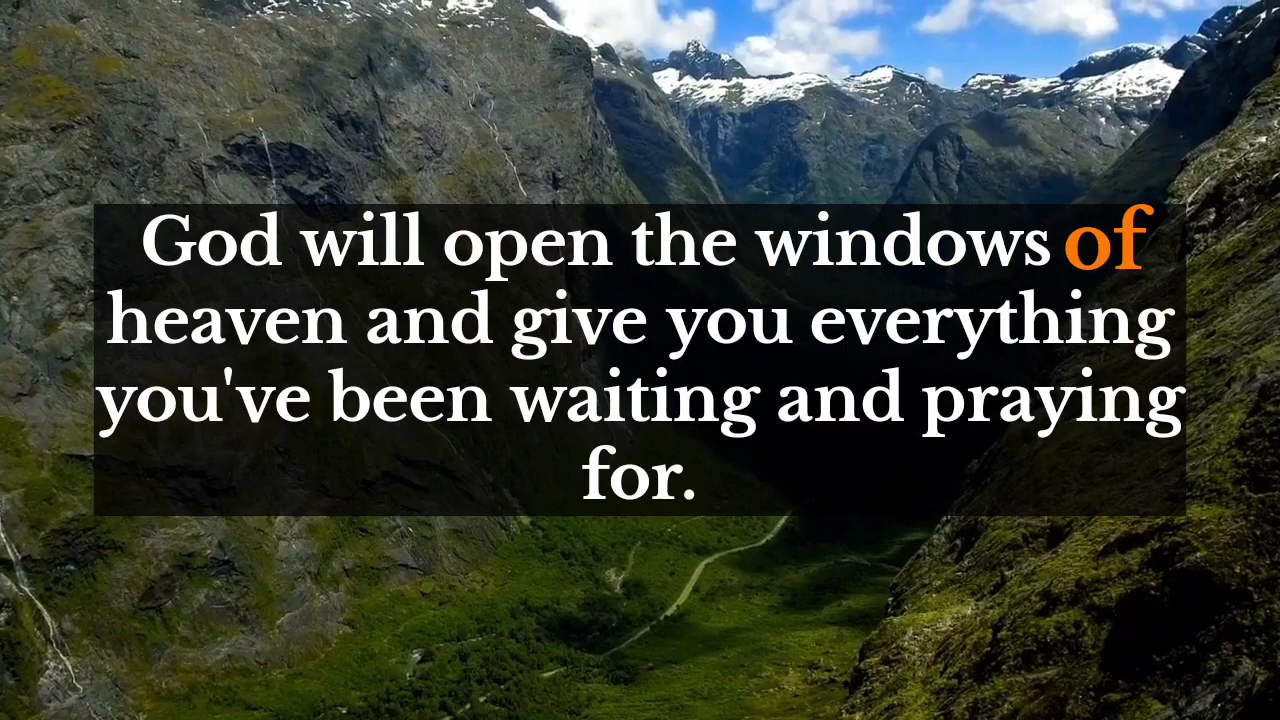 God will open the windows of
heaven and give you everything
you've been waiting and praying
for.